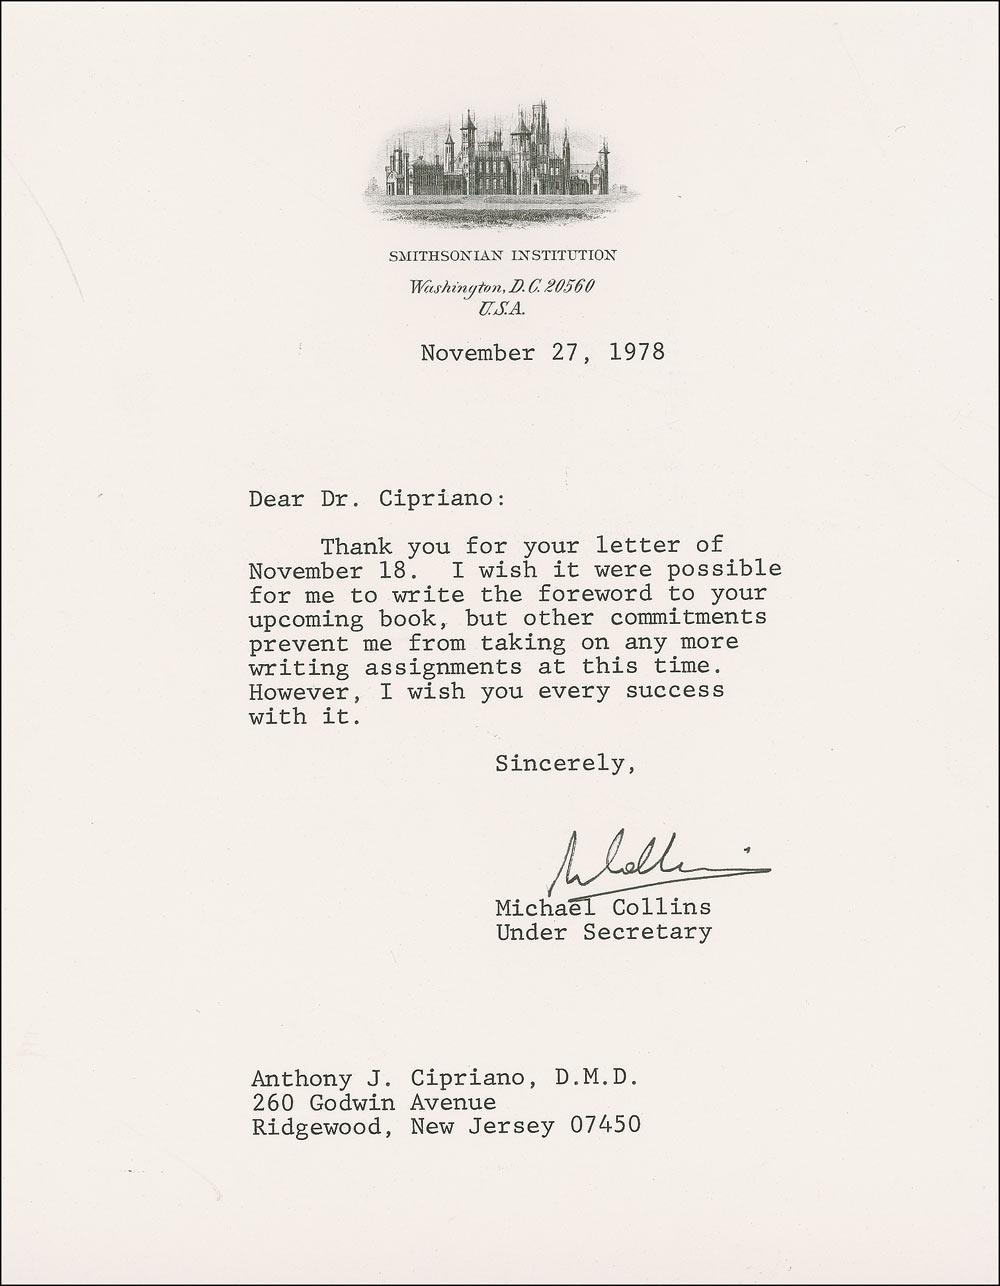 SMITHSONIAN INSTITUTION
Washington, D.C. 20560
U.S.A.
November 27, 1978
Dear Dr. Cipriano:
Thank you for your letter of
November 18.  I wish it were possible
for me to write the foreword to your
upcoming book, but other commitments
prevent me from taking on any more
writing assignments at this time.
However, I wish you every success
with it.
Sincerely,
M Collins
Michael Collins
Under Secretary
Anthony J. Cipriano, D.M.D.
260 Godwin Avenue
Ridgewood, New Jersey 07450